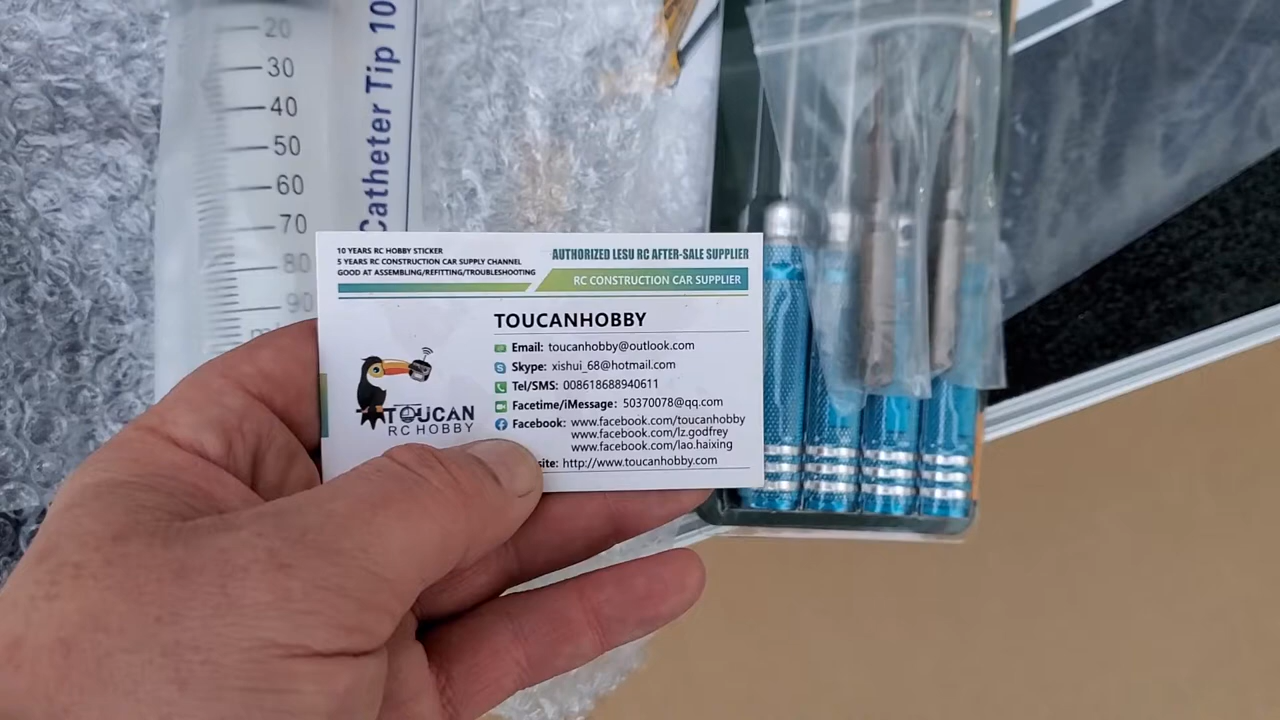 20
30
40
50
60
70
80
90
Catheter Tip 10
10 YEARS RC HOBBY STICKER
5 YEARS RC CONSTRUCTION CAR SUPPLY CHANNEL
GOOD AT ASSEMBLING/REFITTING/TROUBLESHOOTING
AUTHORIZED LESU RC AFTER-SALE SUPPLIER
RC CONSTRUCTION CAR SUPPLIER
TOUCANHOBBY
Email: toucanhobby@outlook.com
Skype: xishui_68@hotmail.com
Tel/SMS: 008618688940611
Facetime/iMessage: 50370078@qq.com
Facebook: www.facebook.com/toucanhobby
www.facebook.com/lz.godfrey
www.facebook.com/lao.haixing
site: http://www.toucanhobby.com
TOUCAN
RC HOBBY